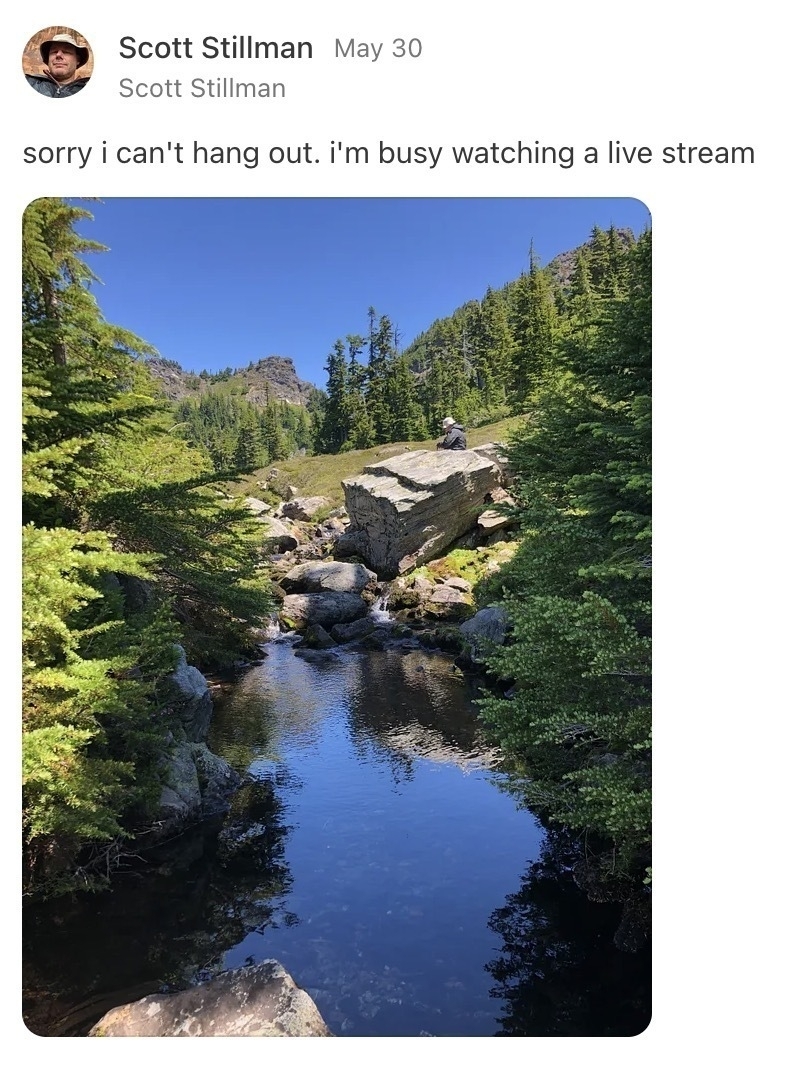 Scott Stillman May 30
Scott Stillman
sorry i can't hang out. i'm busy watching a live stream